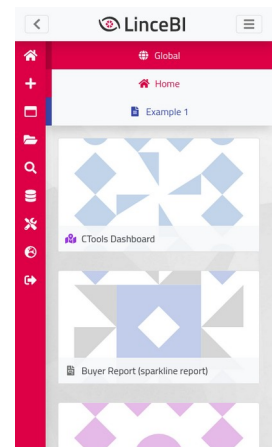 LinceBI
Global
Home
Example 1
CTools Dashboard
Buyer Report (sparkline report)